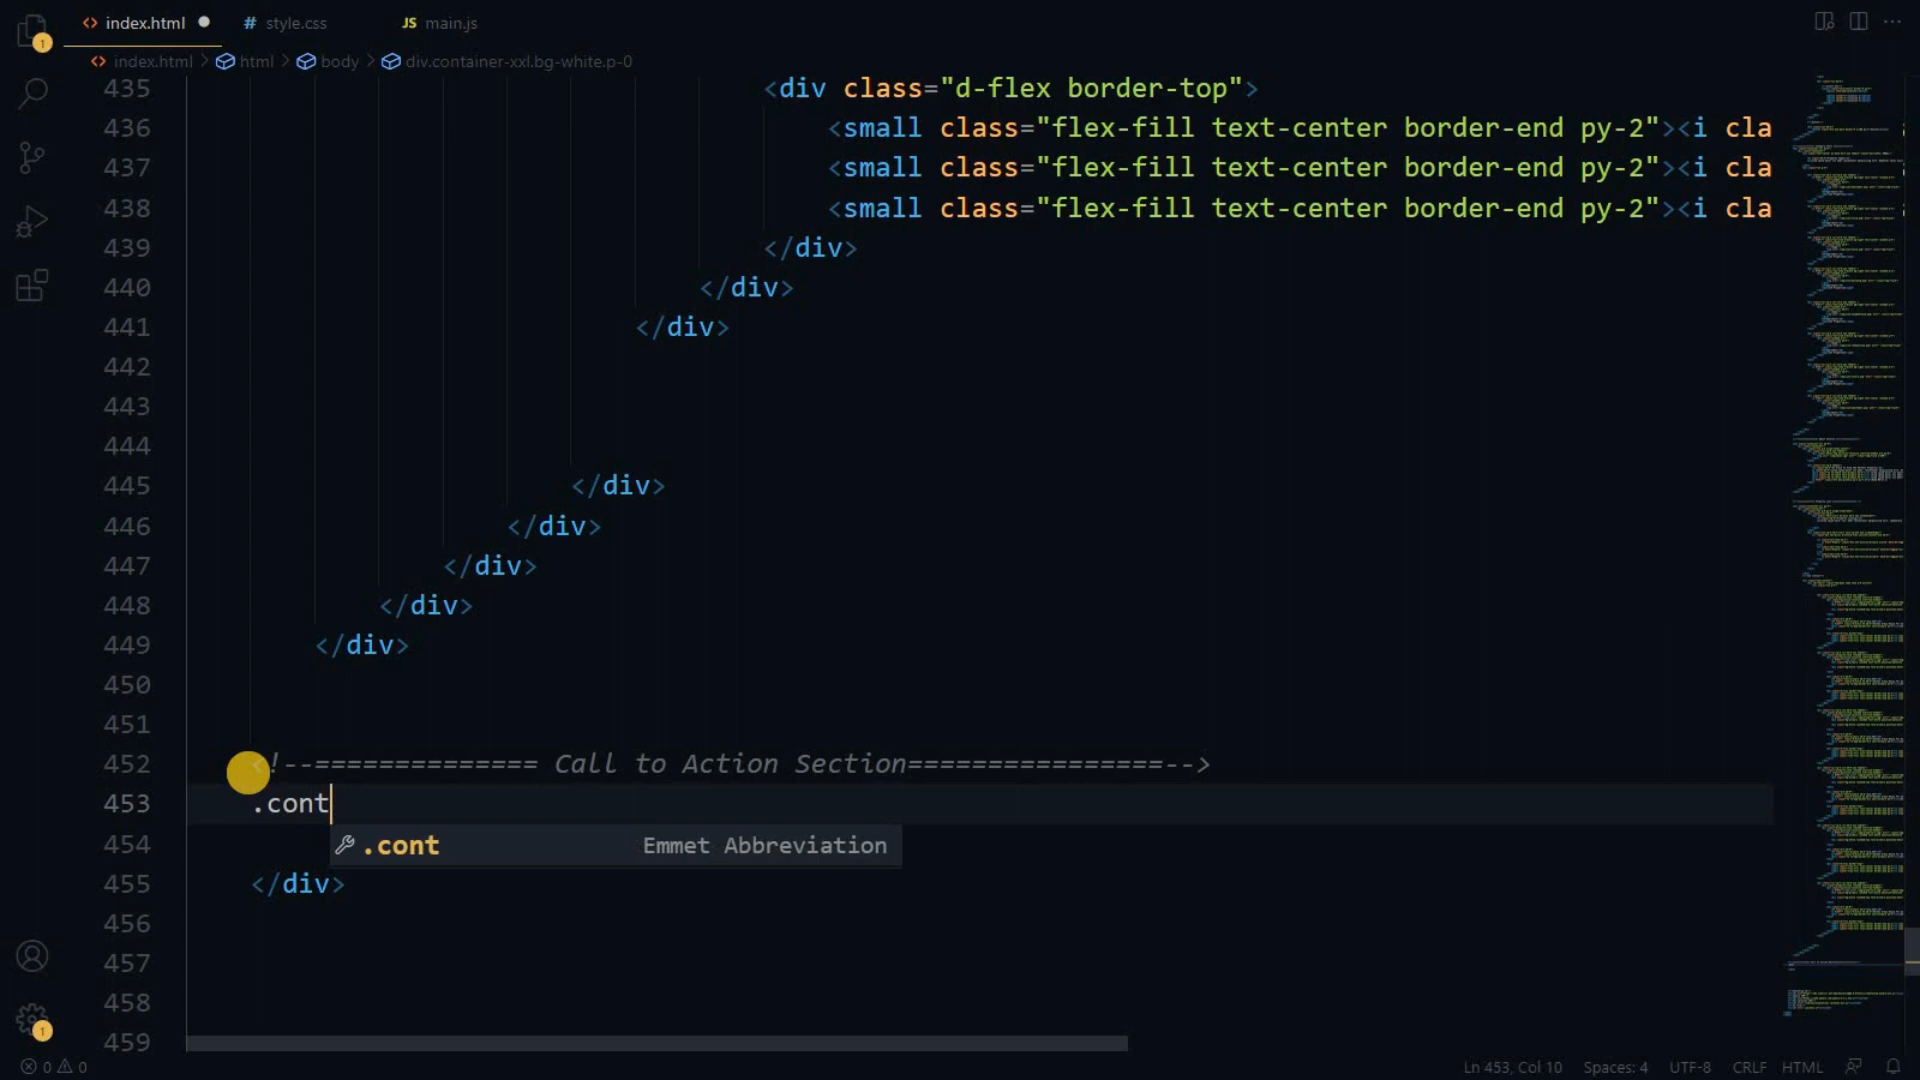 index.html
style.css
JS main.js
index.html > html > body > div.container-xxl.bg-white.p-0
435 <div class="d-flex border-top">
436 <small class="flex-fill text-center border-end py-2"><i cla
437 <small class="flex-fill text-center border-end py-2"><i cla
438 <small class="flex-fill text-center border-end py-2"><i cla
439 </div>
440 </div>
441 </div>
442
443
444
445 </div>
446 </div>
447 </div>
448 </div>
449 </div>
450
451
452 <!--============== Call to Action Section================-->
453 .cont
454 .cont Emmet Abbreviation
455 </div>
456
457
458
459
0 0 Ln 453, Col 10 Spaces: 4 UTF-8 CRLF HTML